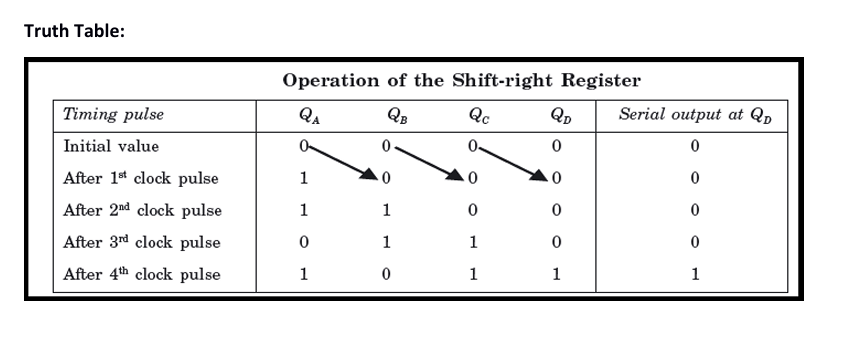 Truth Table:
Operation of the Shift-right Register
Timing pulse Q_A Q_B Q_C Q_D Serial output at Q_D
Initial value 0 0 0 0 0
After 1st clock pulse 1 0 0 0 0
After 2nd clock pulse 1 1 0 0 0
After 3rd clock pulse 0 1 1 0 0
After 4th clock pulse 1 0 1 1 1